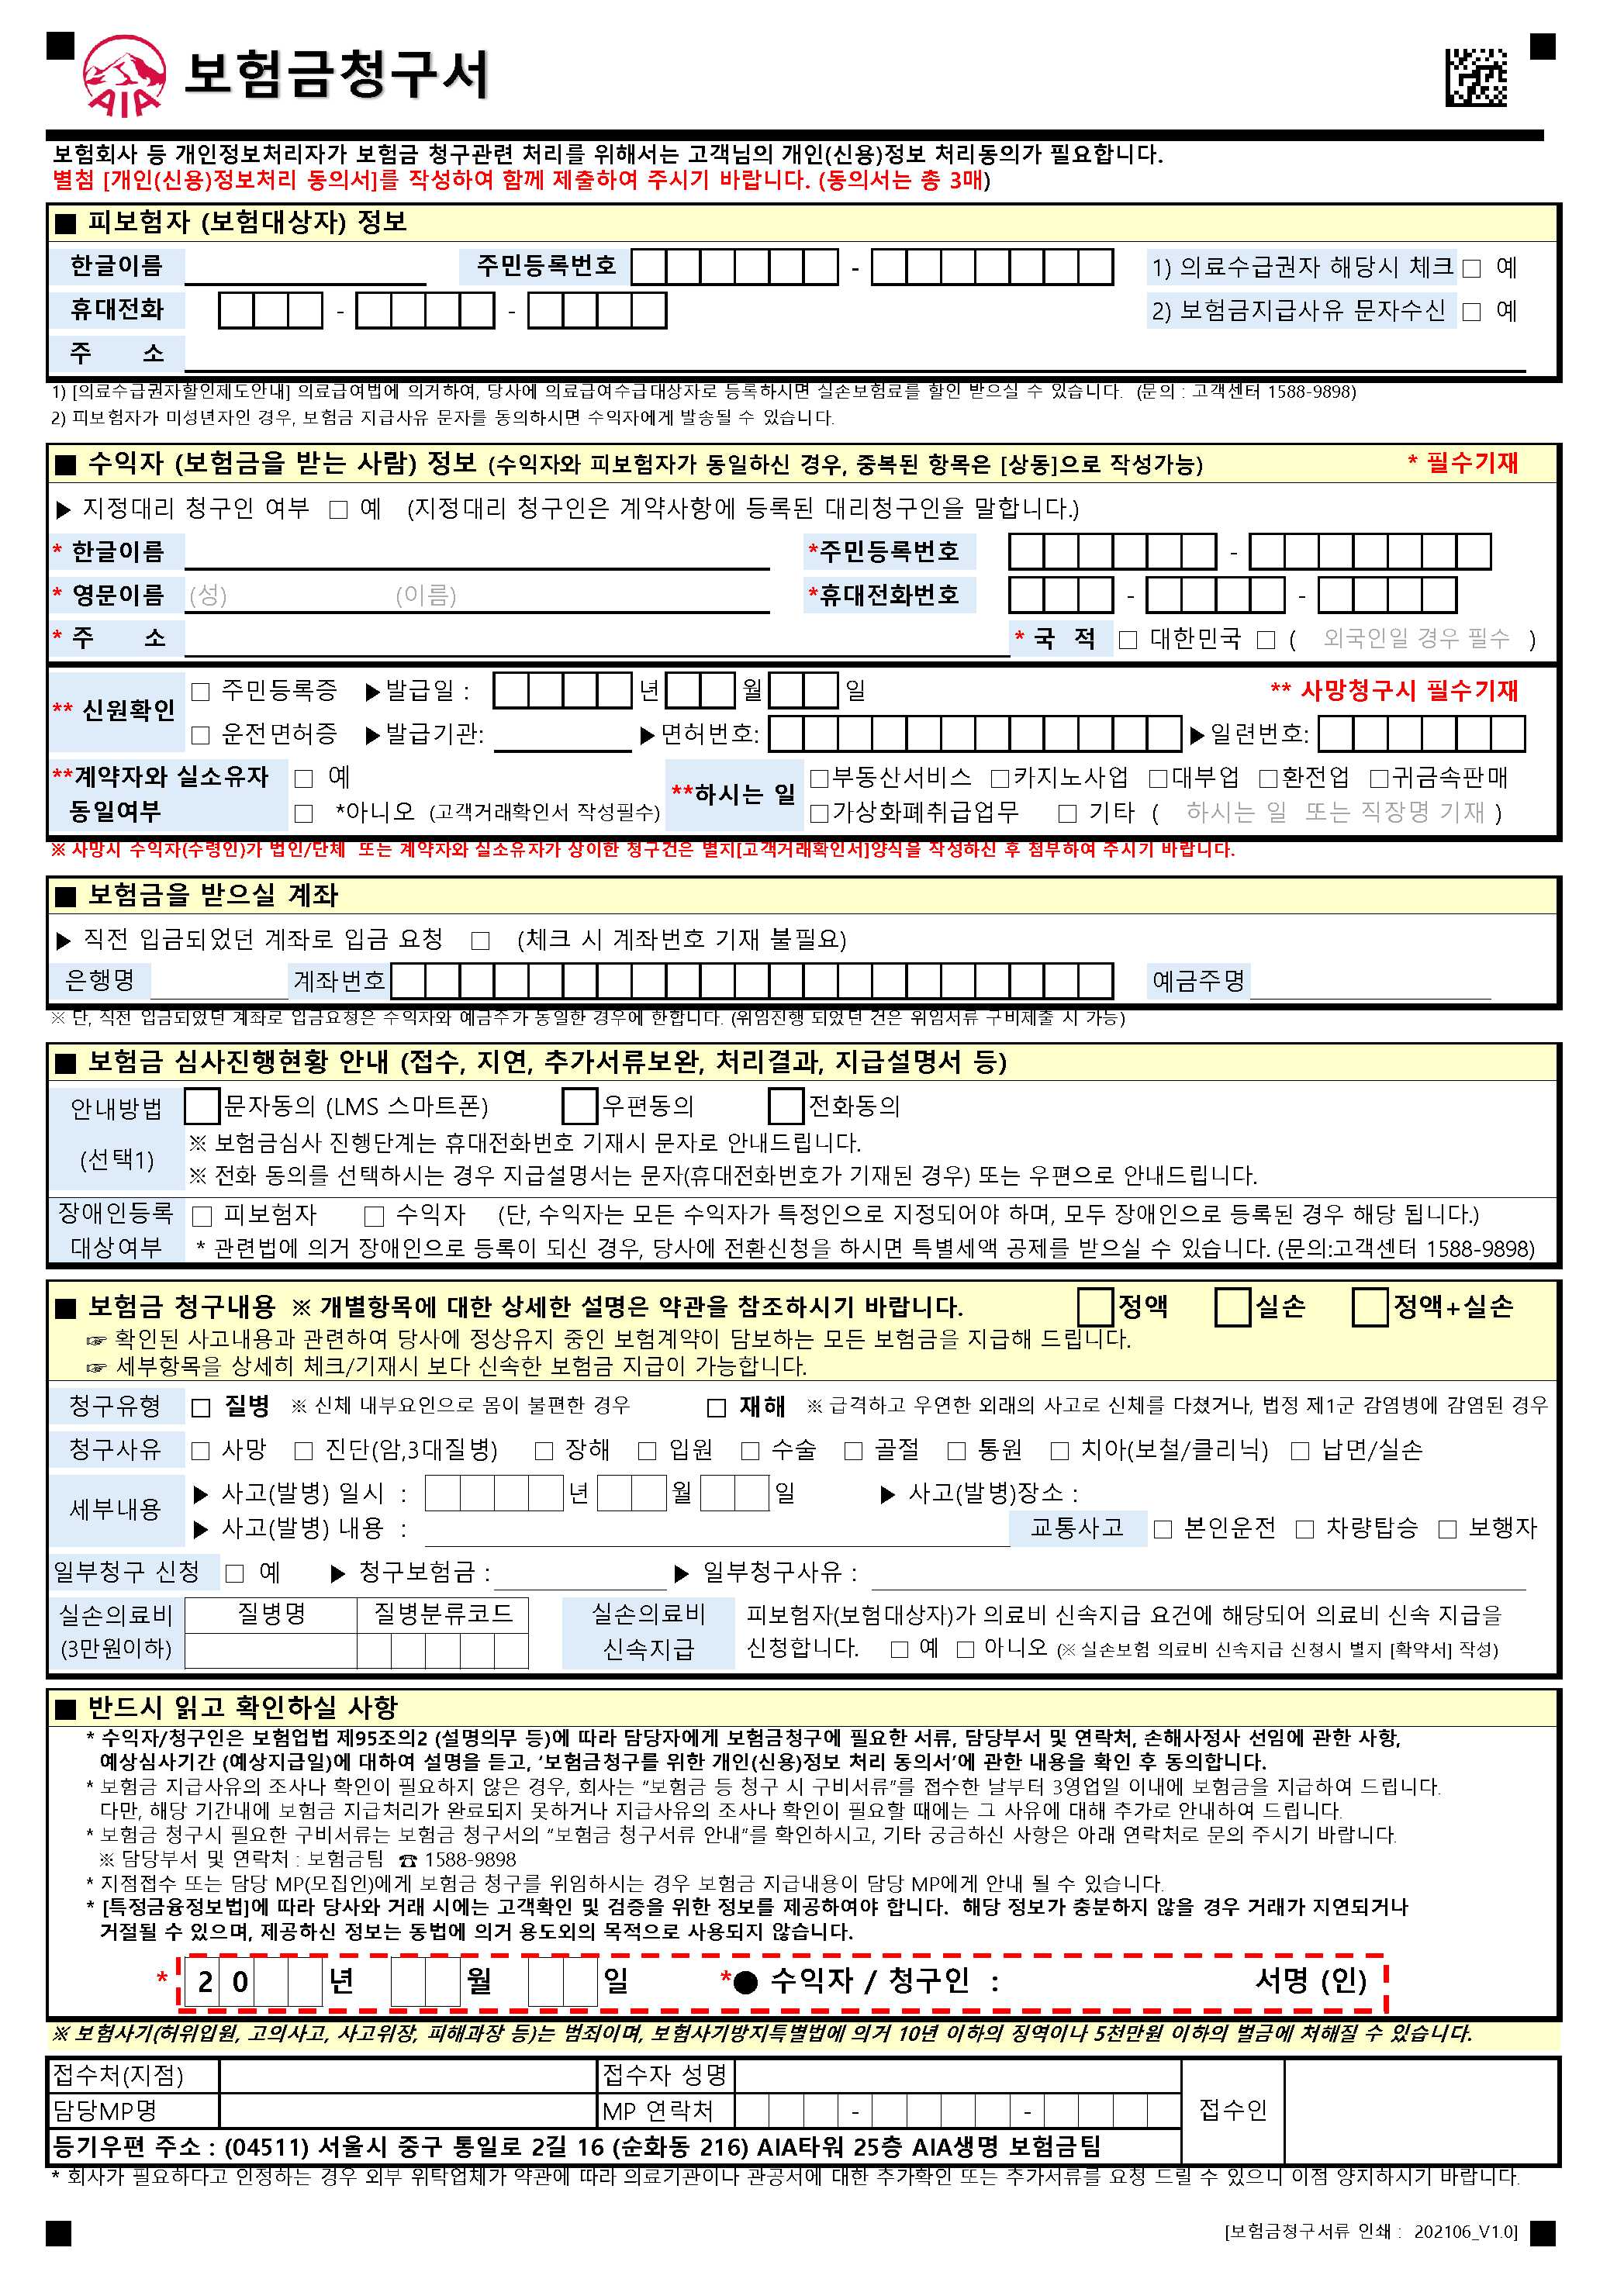 AIA
보험금청구서
보험회사 등 개인정보처리자가 보험금 청구관련 처리를 위해서는 고객님의 개인(신용)정보 처리동의가 필요합니다.
별첨 [개인(신용)정보처리 동의서]를 작성하여 함께 제출하여 주시기 바랍니다. (동의서는 총 3매)
■ 피보험자 (보험대상자) 정보
한글이름 주민등록번호 - 1) 의료수급권자 해당시 체크 □ 예
휴대전화 - - 2) 보험금지급사유 문자수신 □ 예
주 소
1) [의료수급권자할인제도안내] 의료급여법에 의거하여, 당사에 의료급여수급대상자로 등록하시면 실손보험료를 할인 받으실 수 있습니다. (문의 : 고객센터 1588-9898)
2) 피보험자가 미성년자인 경우, 보험금 지급사유 문자를 동의하시면 수익자에게 발송될 수 있습니다.
■ 수익자 (보험금을 받는 사람) 정보 (수익자와 피보험자가 동일하신 경우, 중복된 항목은 [상동]으로 작성가능) * 필수기재
▶ 지정대리 청구인 여부 □ 예 (지정대리 청구인은 계약사항에 등록된 대리청구인을 말합니다.)
* 한글이름 *주민등록번호 -
* 영문이름 (성) (이름) *휴대전화번호 - -
* 주 소 * 국 적 □ 대한민국 □ ( 외국인일 경우 필수 )
** 신원확인 □ 주민등록증 ▶발급일 : 년 월 일 ** 사망청구시 필수기재
□ 운전면허증 ▶발급기관: ▶면허번호: ▶일련번호:
**계약자와 실소유자 동일여부 □ 예 **하시는 일 □부동산서비스 □카지노사업 □대부업 □환전업 □귀금속판매
□ *아니오 (고객거래확인서 작성필수) □가상화폐취급업무 □ 기타 ( 하시는 일 또는 직장명 기재 )
※ 사망시 수익자(수령인)가 법인/단체 또는 계약자와 실소유자가 상이한 청구건은 별지[고객거래확인서]양식을 작성하신 후 첨부하여 주시기 바랍니다.
■ 보험금을 받으실 계좌
▶ 직전 입금되었던 계좌로 입금 요청 □ (체크 시 계좌번호 기재 불필요)
은행명 계좌번호 예금주명
※ 단, 직전 입금되었던 계좌로 입금요청은 수익자와 예금주가 동일한 경우에 한합니다. (위임진행 되었던 건은 위임서류 구비제출 시 가능)
■ 보험금 심사진행현황 안내 (접수, 지연, 추가서류보완, 처리결과, 지급설명서 등)
안내방법 (선택1) □ 문자동의 (LMS 스마트폰) □ 우편동의 □ 전화동의
※ 보험금심사 진행단계는 휴대전화번호 기재시 문자로 안내드립니다.
※ 전화 동의를 선택하시는 경우 지급설명서는 문자(휴대전화번호가 기재된 경우) 또는 우편으로 안내드립니다.
장애인등록 대상여부 □ 피보험자 □ 수익자 (단, 수익자는 모든 수익자가 특정인으로 지정되어야 하며, 모두 장애인으로 등록된 경우 해당 됩니다.)
* 관련법에 의거 장애인으로 등록이 되신 경우, 당사에 전환신청을 하시면 특별세액 공제를 받으실 수 있습니다. (문의:고객센터 1588-9898)
■ 보험금 청구내용 ※ 개별항목에 대한 상세한 설명은 약관을 참조하시기 바랍니다. □ 정액 □ 실손 □ 정액+실손
☞ 확인된 사고내용과 관련하여 당사에 정상유지 중인 보험계약이 담보하는 모든 보험금을 지급해 드립니다.
☞ 세부항목을 상세히 체크/기재시 보다 신속한 보험금 지급이 가능합니다.
청구유형 □ 질병 ※ 신체 내부요인으로 몸이 불편한 경우 □ 재해 ※ 급격하고 우연한 외래의 사고로 신체를 다쳤거나, 법정 제1군 감염병에 감염된 경우
청구사유 □ 사망 □ 진단(암,3대질병) □ 장해 □ 입원 □ 수술 □ 골절 □ 통원 □ 치아(보철/클리닉) □ 납면/실손
세부내용 ▶ 사고(발병) 일시 : 년 월 일 ▶ 사고(발병)장소 :
▶ 사고(발병) 내용 : 교통사고 □ 본인운전 □ 차량탑승 □ 보행자
일부청구 신청 □ 예 ▶ 청구보험금 : ▶ 일부청구사유 :
실손의료비 (3만원이하) 질병명 질병분류코드 실손의료비 신속지급 피보험자(보험대상자)가 의료비 신속지급 요건에 해당되어 의료비 신속 지급을
신청합니다. □ 예 □ 아니오 (※ 실손보험 의료비 신속지급 신청시 별지 [확약서] 작성)
■ 반드시 읽고 확인하실 사항
* 수익자/청구인은 보험업법 제95조의2 (설명의무 등)에 따라 담당자에게 보험금청구에 필요한 서류, 담당부서 및 연락처, 손해사정사 선임에 관한 사항,
예상심사기간 (예상지급일)에 대하여 설명을 듣고, ‘보험금청구를 위한 개인(신용)정보 처리 동의서’에 관한 내용을 확인 후 동의합니다.
* 보험금 지급사유의 조사나 확인이 필요하지 않은 경우, 회사는 “보험금 등 청구 시 구비서류”를 접수한 날부터 3영업일 이내에 보험금을 지급하여 드립니다.
다만, 해당 기간내에 보험금 지급처리가 완료되지 못하거나 지급사유의 조사나 확인이 필요할 때에는 그 사유에 대해 추가로 안내하여 드립니다.
* 보험금 청구시 필요한 구비서류는 보험금 청구서의 “보험금 청구서류 안내”를 확인하시고, 기타 궁금하신 사항은 아래 연락처로 문의 주시기 바랍니다.
※ 담당부서 및 연락처 : 보험금팀 ☎ 1588-9898
* 지점접수 또는 담당 MP(모집인)에게 보험금 청구를 위임하시는 경우 보험금 지급내용이 담당 MP에게 안내 될 수 있습니다.
* [특정금융정보법]에 따라 당사와 거래 시에는 고객확인 및 검증을 위한 정보를 제공하여야 합니다. 해당 정보가 충분하지 않을 경우 거래가 지연되거나
거절될 수 있으며, 제공하신 정보는 동법에 의거 용도외의 목적으로 사용되지 않습니다.
* 2 0 년 월 일 *● 수익자 / 청구인 : 서명 (인)
※ 보험사기(허위입원, 고의사고, 사고위장, 피해과장 등)는 범죄이며, 보험사기방지특별법에 의거 10년 이하의 징역이나 5천만원 이하의 벌금에 처해질 수 있습니다.
접수처(지점) 접수자 성명
담당MP명 MP 연락처 - - 접수인
등기우편 주소 : (04511) 서울시 중구 통일로 2길 16 (순화동 216) AIA타워 25층 AIA생명 보험금팀
* 회사가 필요하다고 인정하는 경우 외부 위탁업체가 약관에 따라 의료기관이나 관공서에 대한 추가확인 또는 추가서류를 요청 드릴 수 있으니 이점 양지하시기 바랍니다.
[보험금청구서류 인쇄 : 202106_V1.0]